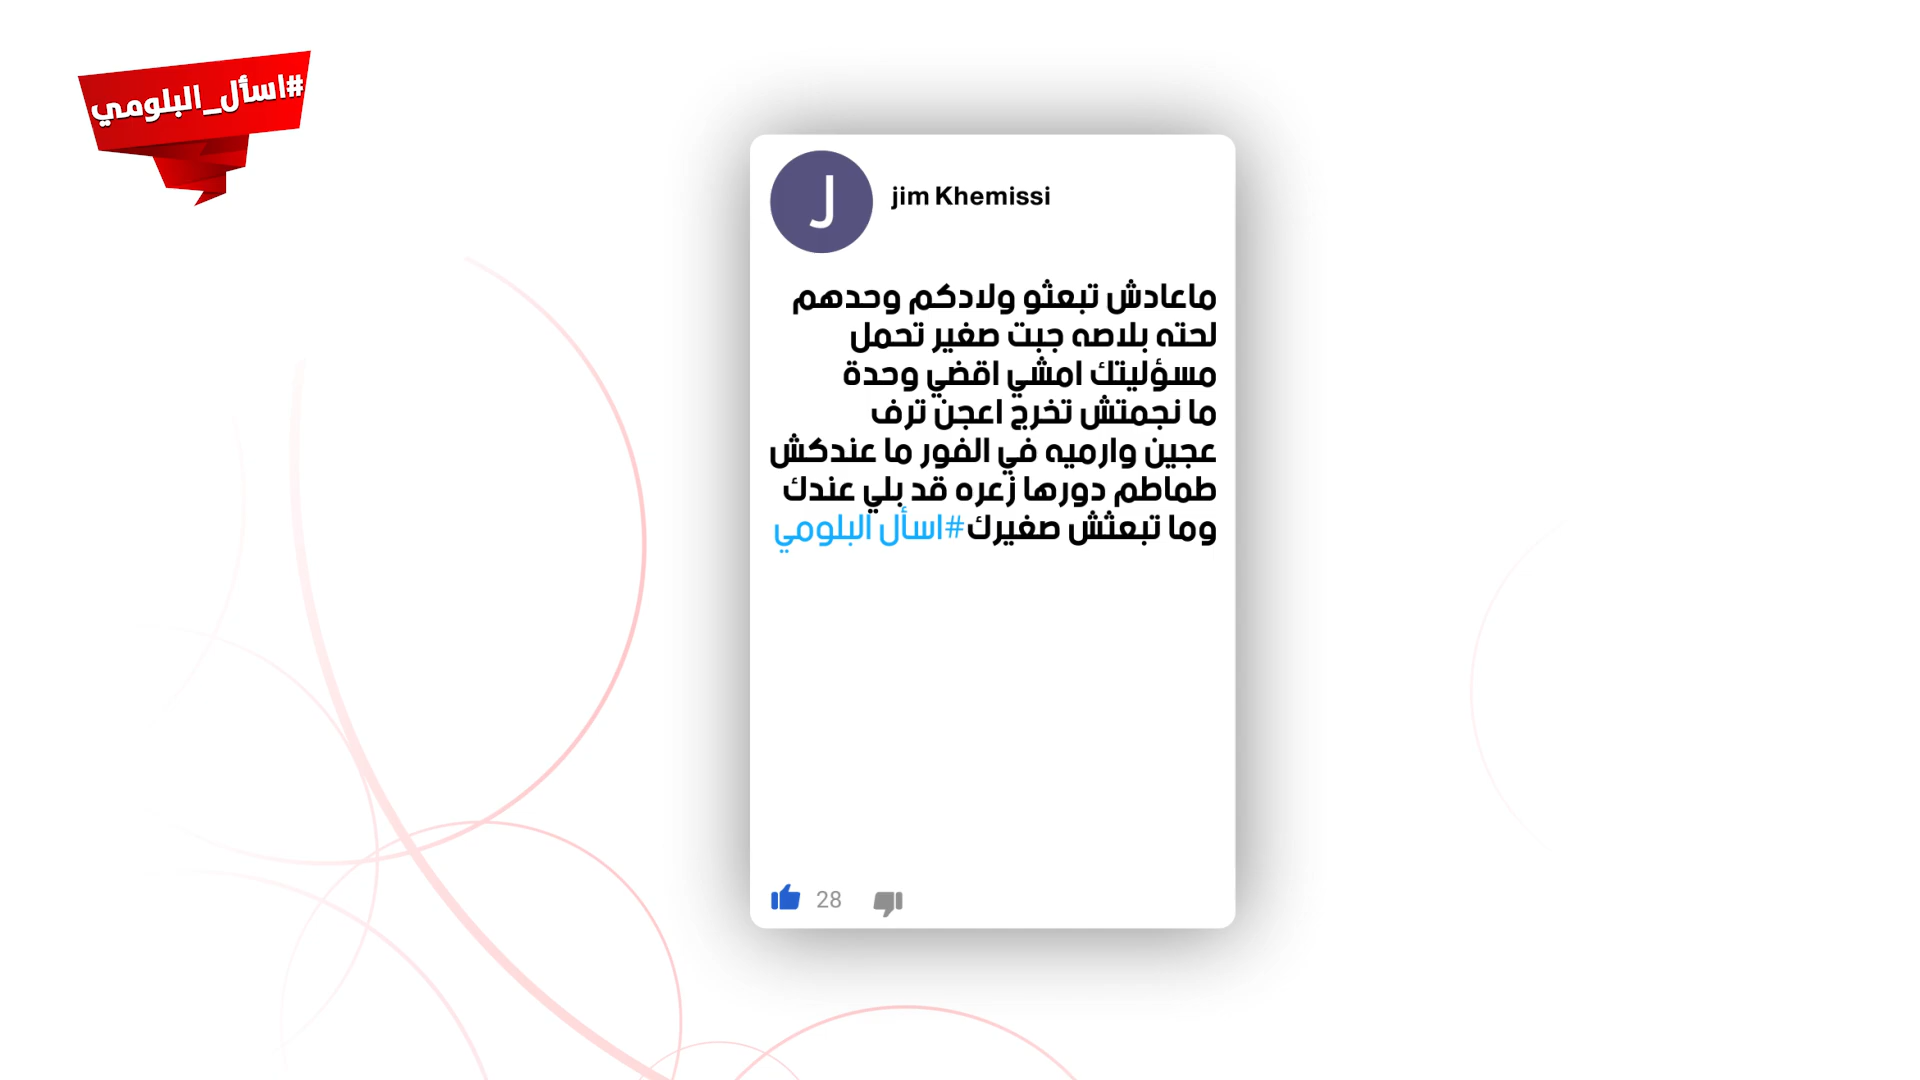 #اسأل_البلومي
J
jim Khemissi
ماعادش تبعثو ولادكم وحدهم
لحته بلاصه جبت صغير تحمل
مسؤليتك امشي اقضي وحدة
ما نجمتش تخرج اعجن ترف
عجين وارميه في الفور ما عندكش
طماطم دورها زعره قد بلي عندك
وما تبعثش صغيرك#اسأل البلومي
28